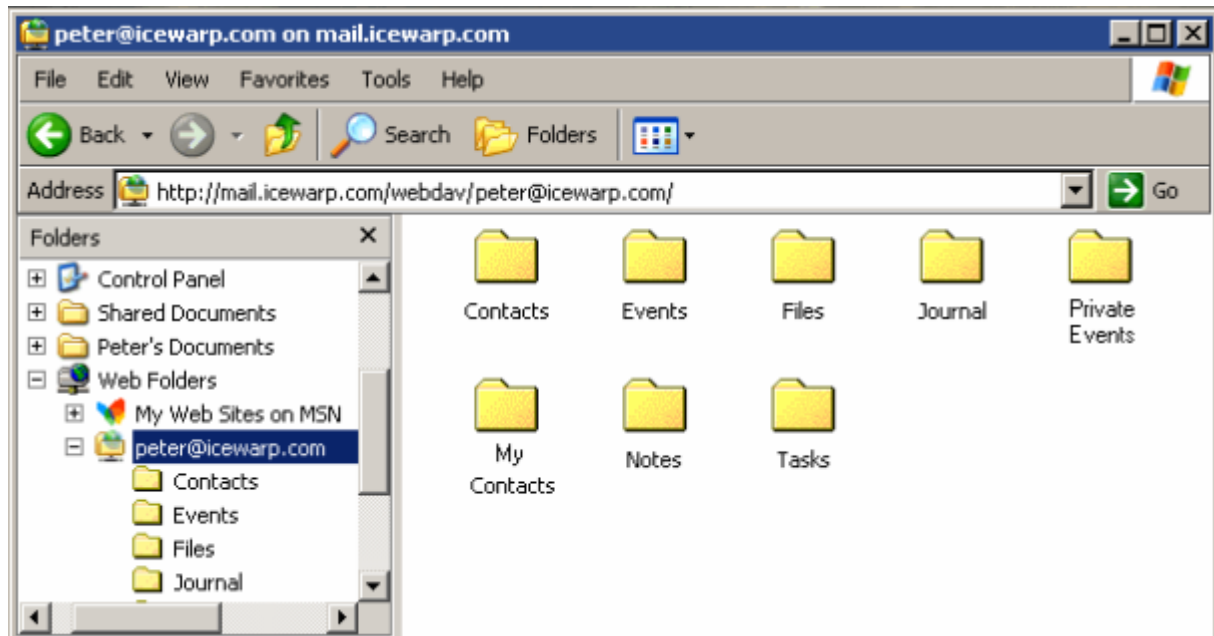 peter@icewarp.com on mail.icewarp.com
File Edit View Favorites Tools Help
Back Search Folders
Address http://mail.icewarp.com/webdav/peter@icewarp.com/ Go
Folders
Control Panel
Shared Documents
Peter's Documents
Web Folders
My Web Sites on MSN
peter@icewarp.com
Contacts
Events
Files
Journal
Contacts Events Files Journal Private
Events
My Notes Tasks
Contacts